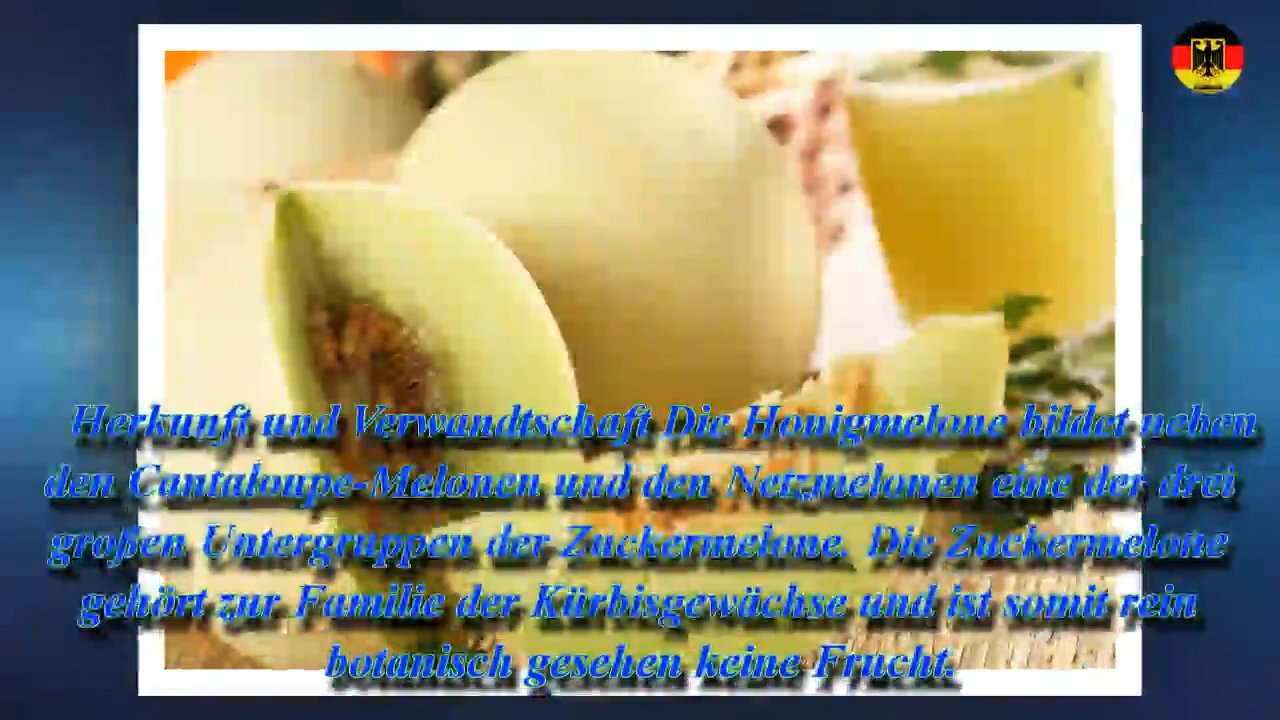 Herkunft und Verwandtschaft Die Honigmelone bildet neben
den Cantaloupe-Melonen und den Netzmelonen eine der drei
großen Untergruppen der Zuckermelone. Die Zuckermelone
gehört zur Familie der Kürbisgewächse und ist somit rein
botanisch gesehen keine Frucht.